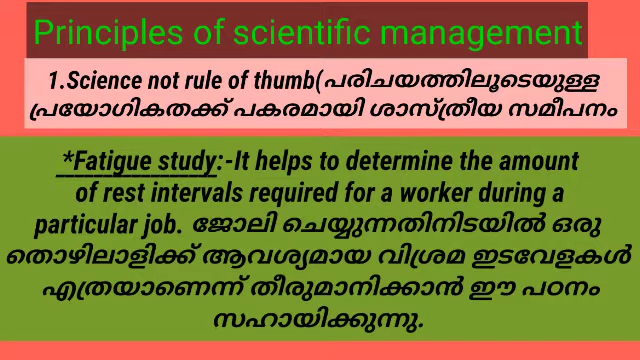 Principles of scientific management
1.Science not rule of thumb(പരിചയത്തിലൂടെയുള്ള
പ്രയോഗികതക്ക് പകരമായി ശാസ്ത്രീയ സമീപനം
*Fatigue study:-It helps to determine the amount
of rest intervals required for a worker during a
particular job. ജോലി ചെയ്യുന്നതിനിടയിൽ ഒരു
തൊഴിലാളിക്ക് ആവശ്യമായ വിശ്രമ ഇടവേളകൾ
എത്രയാണെന്ന് തീരുമാനിക്കാൻ ഈ പഠനം
സഹായിക്കുന്നു.